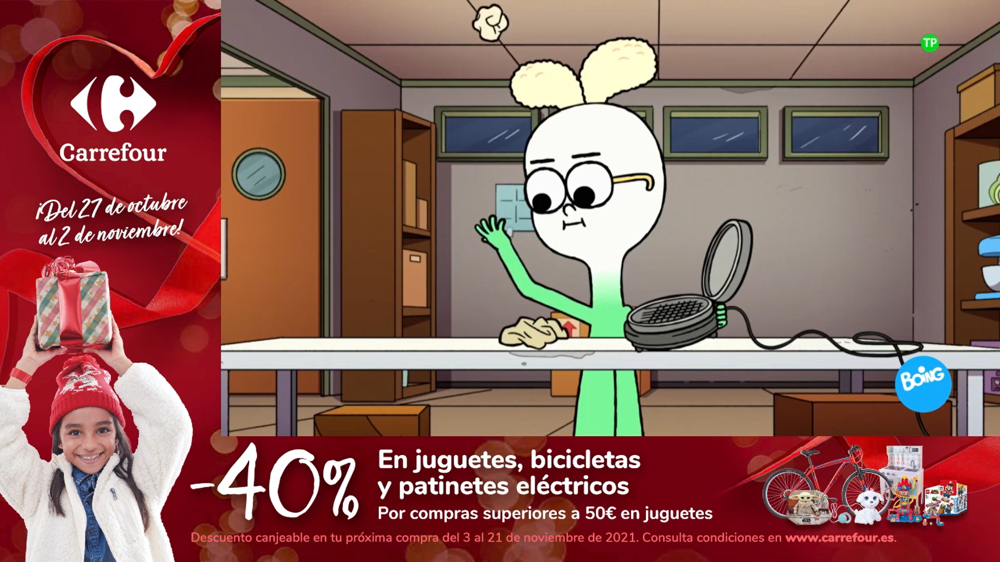 Carrefour
¡Del 27 de octubre
al 2 de noviembre!
TP
BOiNG
-40%
En juguetes, bicicletas
y patinetes eléctricos
Por compras superiores a 50€ en juguetes
Descuento canjeable en tu próxima compra del 3 al 21 de noviembre de 2021. Consulta condiciones en www.carrefour.es.